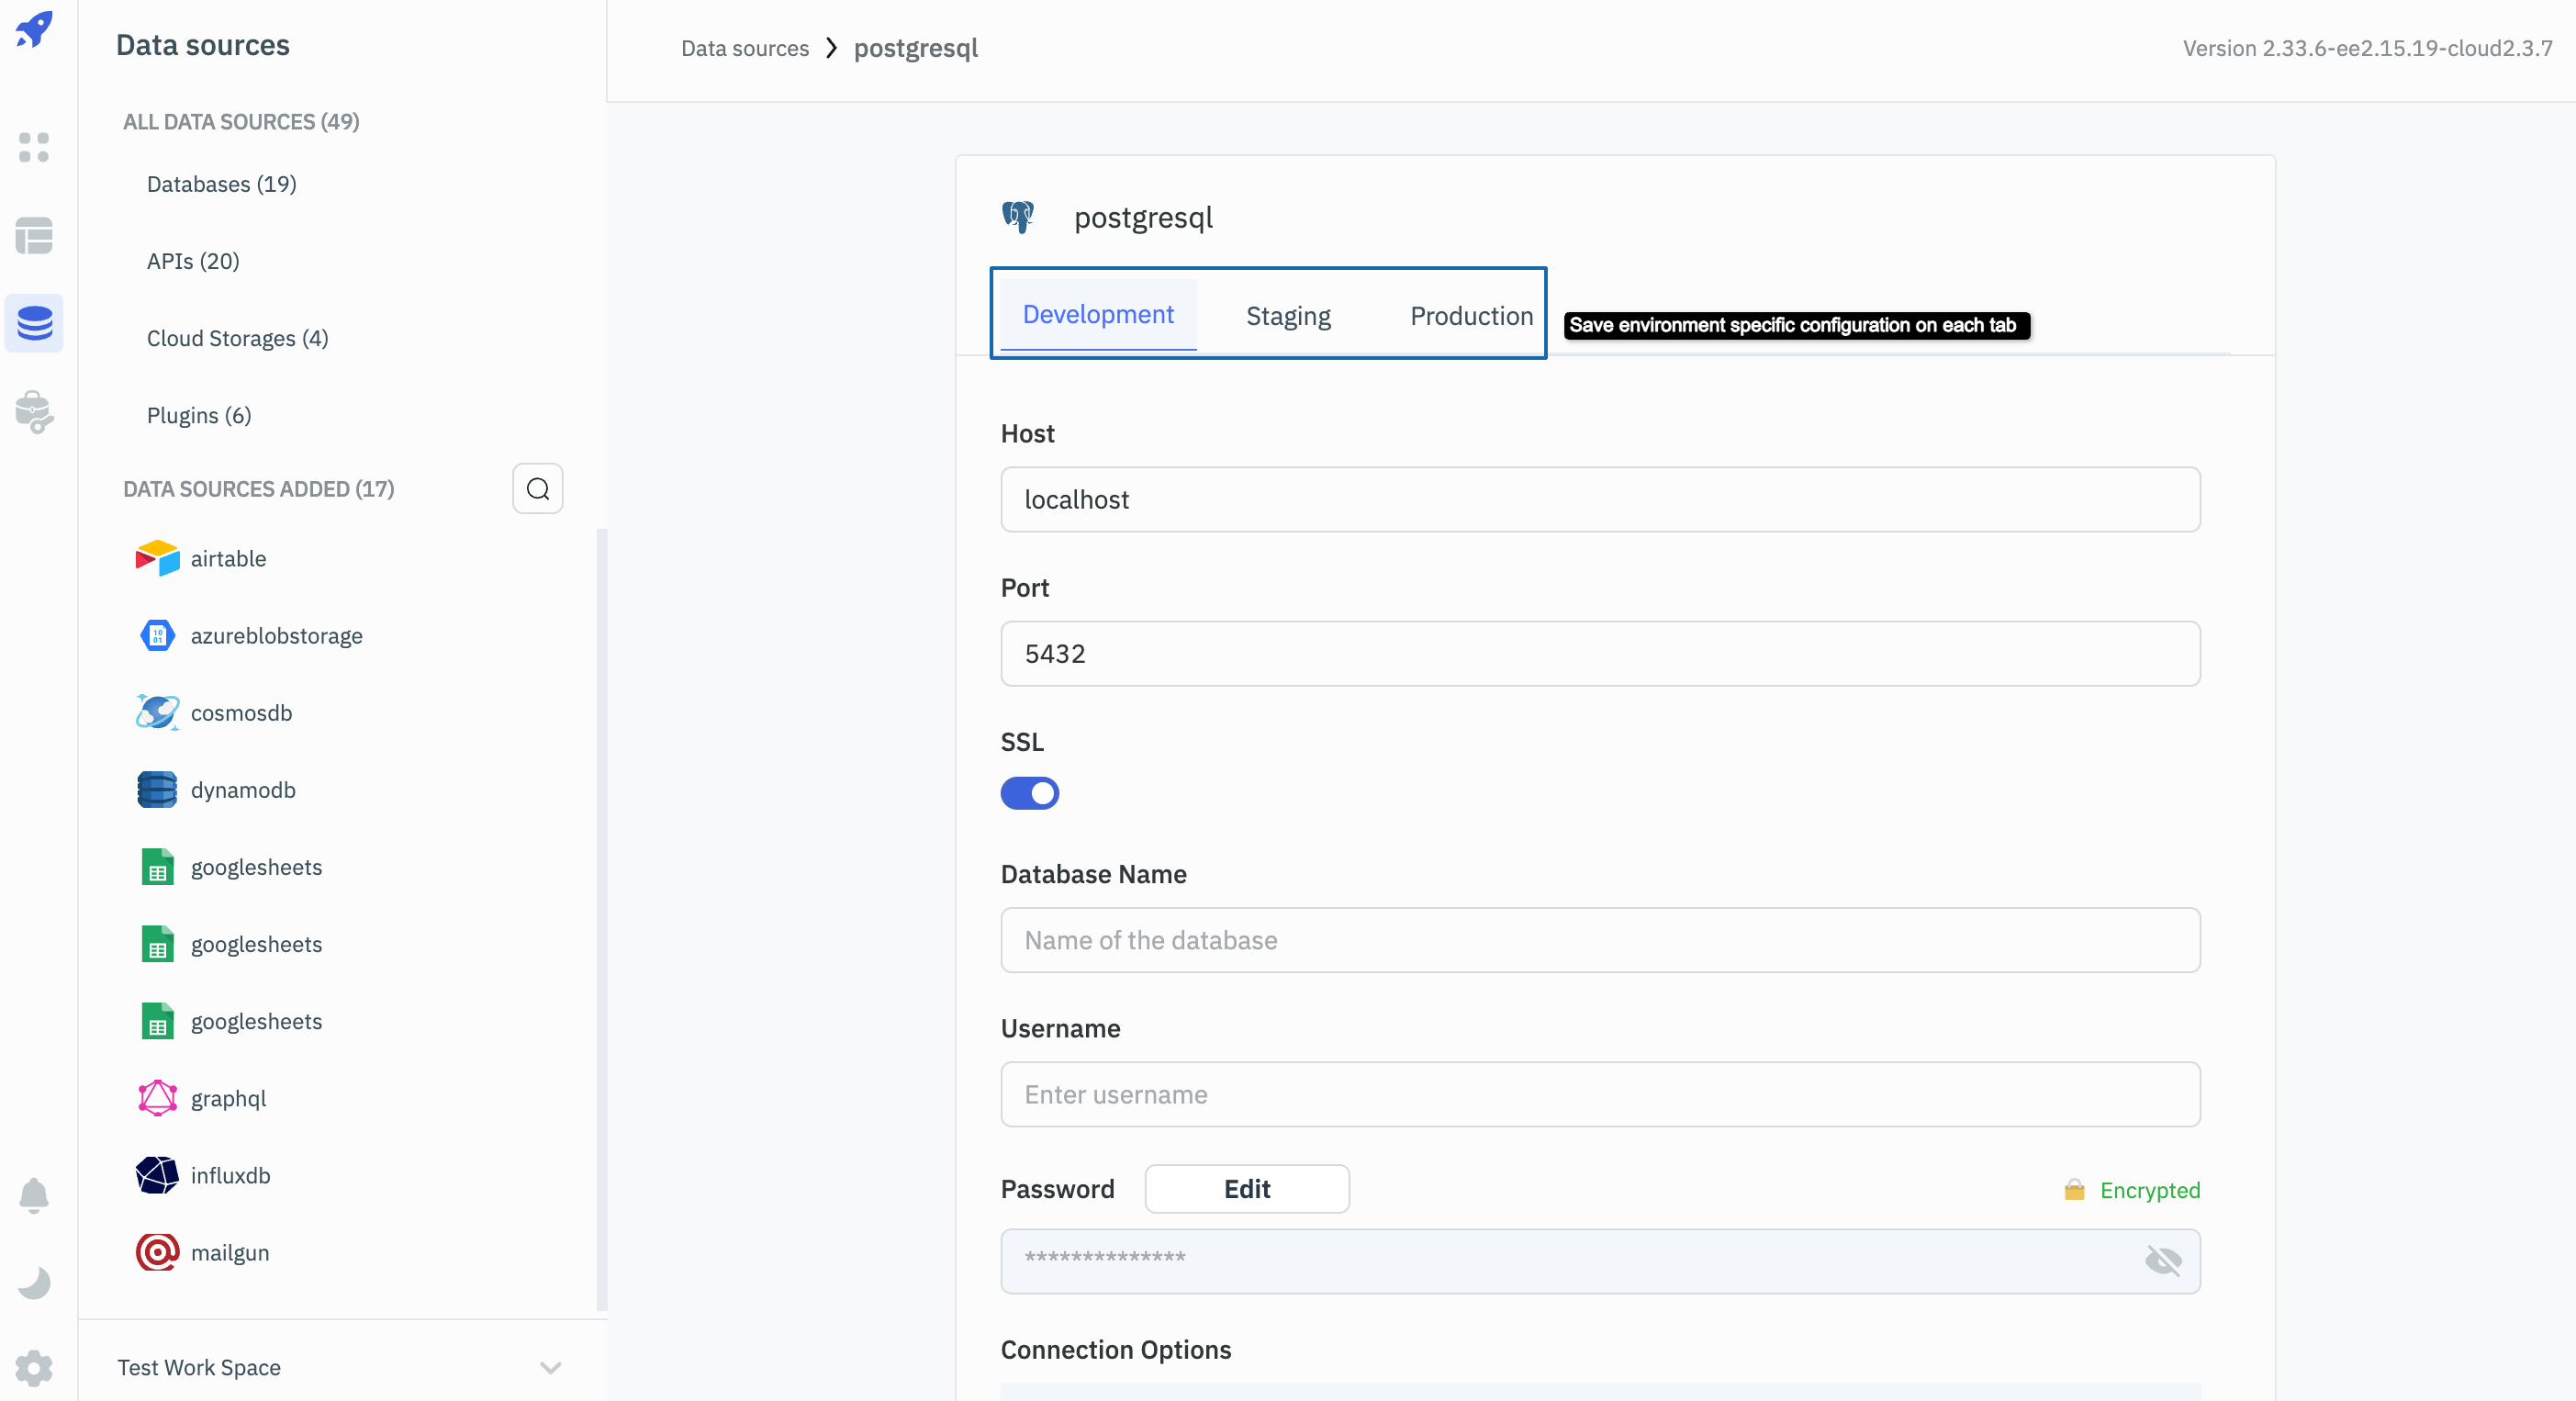 Data sources
ALL DATA SOURCES (49)
Databases (19)
APIs (20)
Cloud Storages (4)
Plugins (6)
DATA SOURCES ADDED (17)
airtable
10
01
azureblobstorage
cosmosdb
dynamodb
googlesheets
googlesheets
googlesheets
graphql
influxdb
mailgun
Test Work Space
Data sources > postgresql
Version 2.33.6-ee2.15.19-cloud2.3.7
postgresql
Development Staging Production
Save environment specific configuration on each tab
Host
localhost
Port
5432
SSL
Database Name
Name of the database
Username
Enter username
Password Edit Encrypted
**************
Connection Options